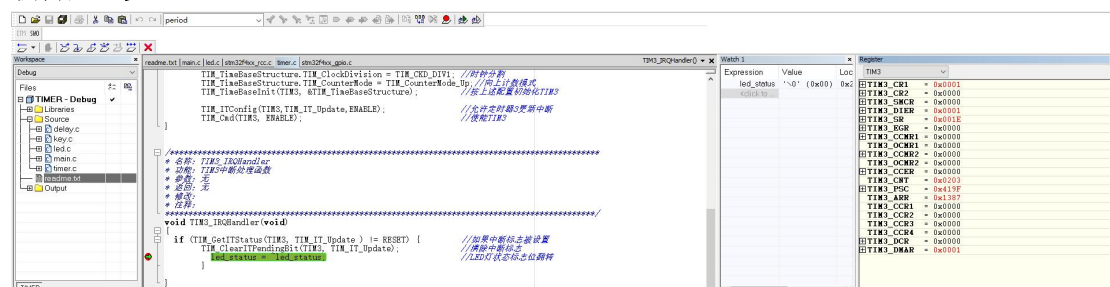 period
SWO
Workspace
readme.txt | main.c | led.c | stm32f4xx_rcc.c | timer.c | stm32f4xx_gpio.c
TIM3_IRQHandler()
Debug
Files
TIMER - Debug
Libraries
Source
delay.c
key.c
led.c
main.c
timer.c
readme.txt
Output
TIMER
TIM_TimeBaseStructure.TIM_ClockDivision = TIM_CKD_DIV1; //时钟分割
TIM_TimeBaseStructure.TIM_CounterMode = TIM_CounterMode_Up;//向上计数模式
TIM_TimeBaseInit(TIM3, &TIM_TimeBaseStructure); //按上述配置初始化TIM3
TIM_ITConfig(TIM3,TIM_IT_Update,ENABLE); //允许定时器3更新中断
TIM_Cmd(TIM3, ENABLE); //使能TIM3
}
* 名称: TIM3_IRQHandler
* 功能: TIM3中断处理函数
* 参数: 无
* 返回: 无
* 修改:
* 注释:
void TIM3_IRQHandler(void)
{
if (TIM_GetITStatus(TIM3, TIM_IT_Update ) != RESET) { //如果中断标志被设置
TIM_ClearITPendingBit(TIM3, TIM_IT_Update); //清除中断标志
led_status = !led_status; //LED灯状态标志位翻转
}
}
Watch 1
Expression Value Loc
led_status '\0' (0x00) 0x2
<click to ...
Register
TIM3
TIM3_CR1 = 0x0001
TIM3_CR2 = 0x0000
TIM3_SMCR = 0x0000
TIM3_DIER = 0x0001
TIM3_SR = 0x001E
TIM3_EGR = 0x0000
TIM3_CCMR1 = 0x0000
TIM3_CCMR1 = 0x0000
TIM3_CCMR2 = 0x0000
TIM3_CCMR2 = 0x0000
TIM3_CCER = 0x0000
TIM3_CNT = 0x0203
TIM3_PSC = 0x419F
TIM3_ARR = 0x1387
TIM3_CCR1 = 0x0000
TIM3_CCR2 = 0x0000
TIM3_CCR3 = 0x0000
TIM3_CCR4 = 0x0000
TIM3_DCR = 0x0000
TIM3_DMAR = 0x0001